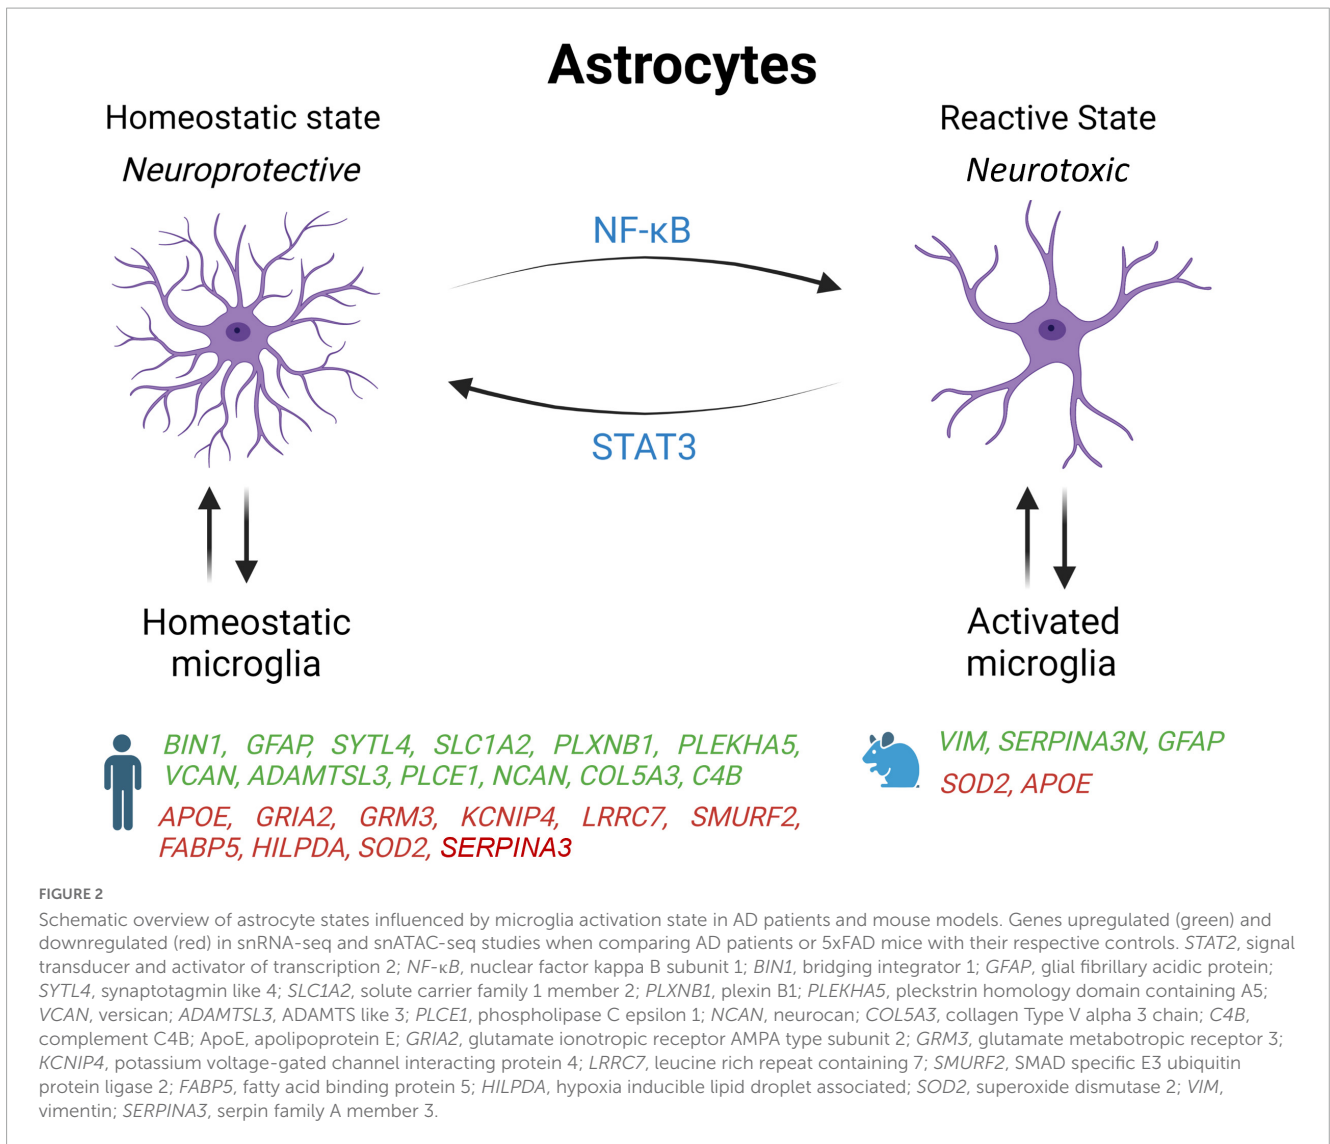 Astrocytes
Homeostatic state
Neuroprotective
Reactive State
Neurotoxic
NF-κB
STAT3
Homeostatic
microglia
Activated
microglia
BIN1, GFAP, SYTL4, SLC1A2, PLXNB1, PLEKHA5,
VCAN, ADAMTSL3, PLCE1, NCAN, COL5A3, C4B
APOE, GRIA2, GRM3, KCNIP4, LRRC7, SMURF2,
FABP5, HILPDA, SOD2, SERPINA3
VIM, SERPINA3N, GFAP
SOD2, APOE
FIGURE 2
Schematic overview of astrocyte states influenced by microglia activation state in AD patients and mouse models. Genes upregulated (green) and
downregulated (red) in snRNA-seq and snATAC-seq studies when comparing AD patients or 5xFAD mice with their respective controls. STAT2, signal
transducer and activator of transcription 2; NF-κB, nuclear factor kappa B subunit 1; BIN1, bridging integrator 1; GFAP, glial fibrillary acidic protein;
SYTL4, synaptotagmin like 4; SLC1A2, solute carrier family 1 member 2; PLXNB1, plexin B1; PLEKHA5, pleckstrin homology domain containing A5;
VCAN, versican; ADAMTSL3, ADAMTS like 3; PLCE1, phospholipase C epsilon 1; NCAN, neurocan; COL5A3, collagen Type V alpha 3 chain; C4B,
complement C4B; ApoE, apolipoprotein E; GRIA2, glutamate ionotropic receptor AMPA type subunit 2; GRM3, glutamate metabotropic receptor 3;
KCNIP4, potassium voltage-gated channel interacting protein 4; LRRC7, leucine rich repeat containing 7; SMURF2, SMAD specific E3 ubiquitin
protein ligase 2; FABP5, fatty acid binding protein 5; HILPDA, hypoxia inducible lipid droplet associated; SOD2, superoxide dismutase 2; VIM,
vimentin; SERPINA3, serpin family A member 3.